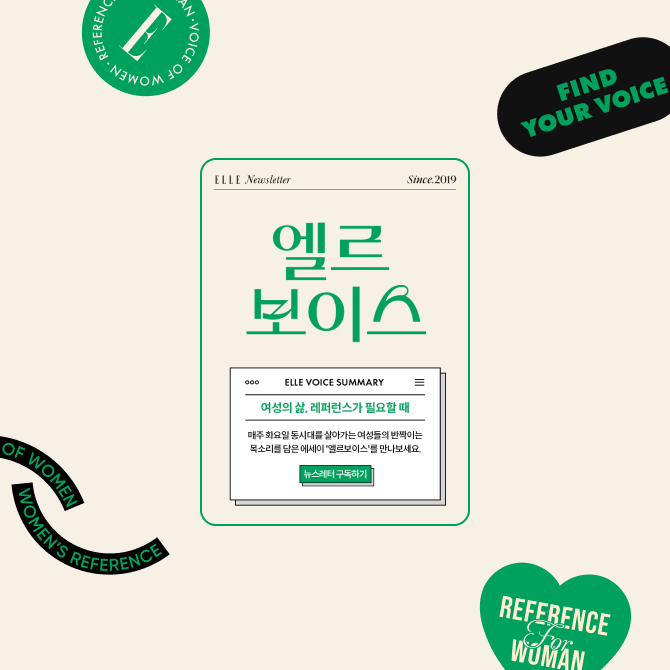 REFERENC
AN · VOICE OF WOMEN ·
E
FIND
YOUR VOICE
ELLE Newsletter
Since.2019
엘르
보이스
ELLE VOICE SUMMARY
여성의 삶, 레퍼런스가 필요할 때
매주 화요일 동시대를 살아가는 여성들의 반짝이는
목소리를 담은 에세이 '엘르보이스'를 만나보세요.
뉴스레터 구독하기
OF WOMEN
WOMEN'S REFERENCE
REFERENCE
For
WOMAN